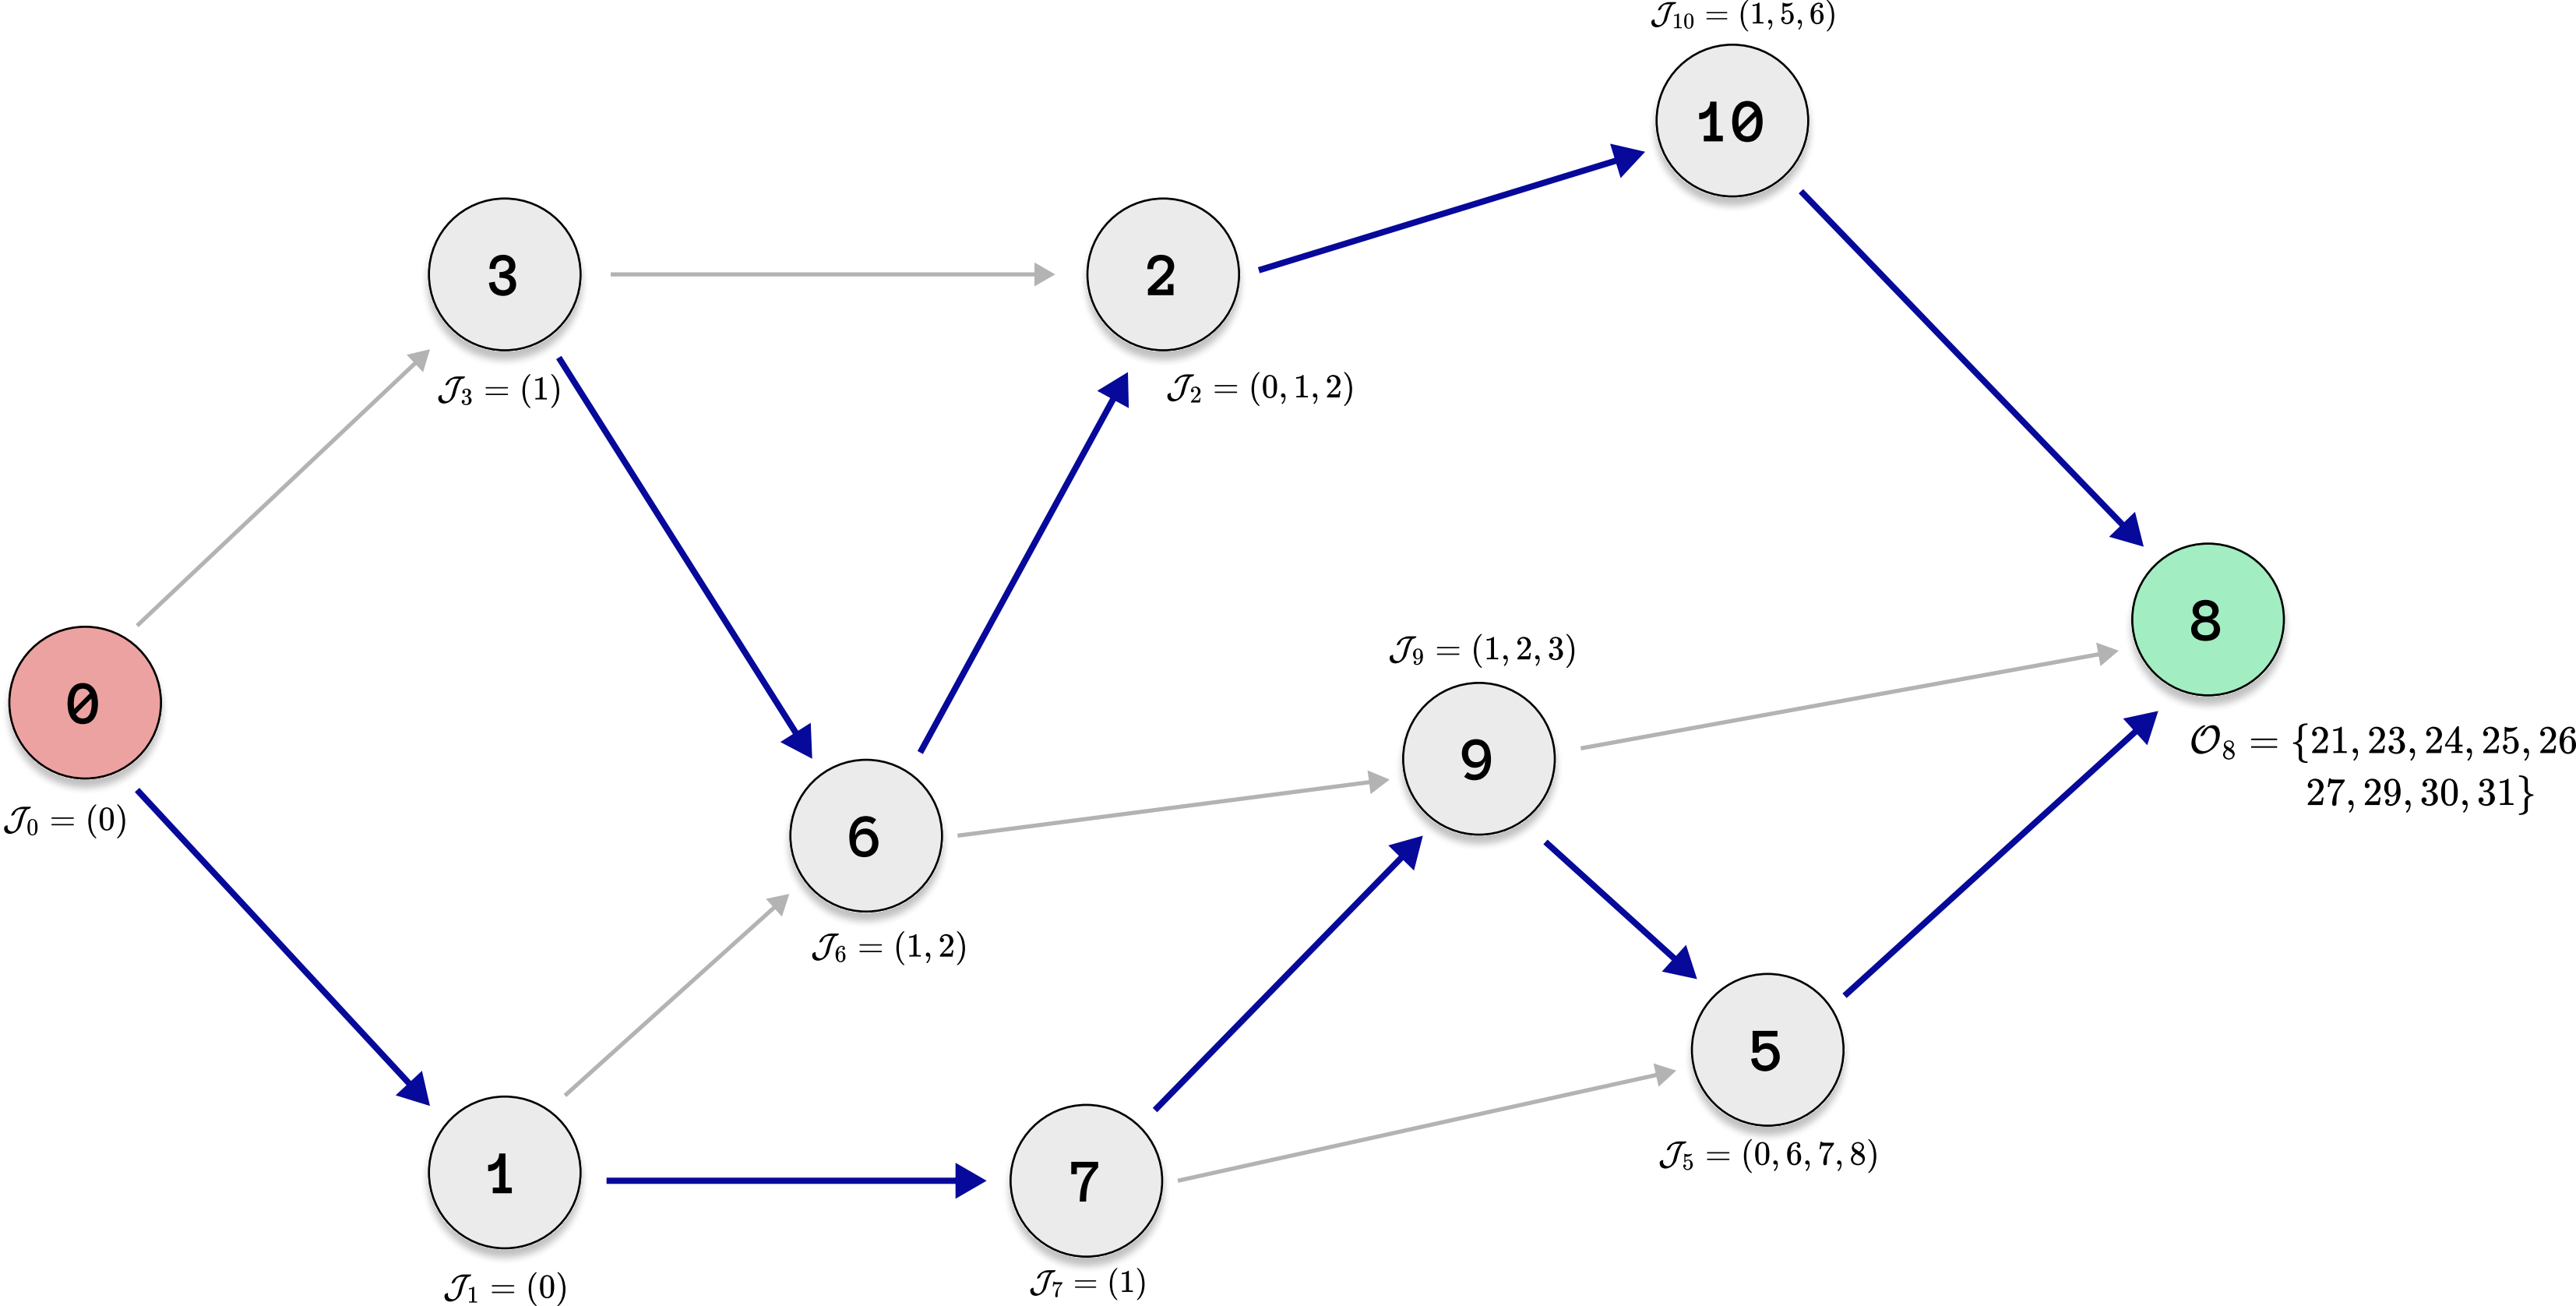 𝒥₁₀ = (1, 5, 6)
10
3
2
𝒥₃ = (1)
𝒥₂ = (0, 1, 2)
8
0
𝒥₉ = (1, 2, 3)
9
𝒪₈ = {21, 23, 24, 25, 26
27, 29, 30, 31}
𝒥₀ = (0)
6
𝒥₆ = (1, 2)
5
1
7
𝒥₅ = (0, 6, 7, 8)
𝒥₁ = (0)
𝒥₇ = (1)